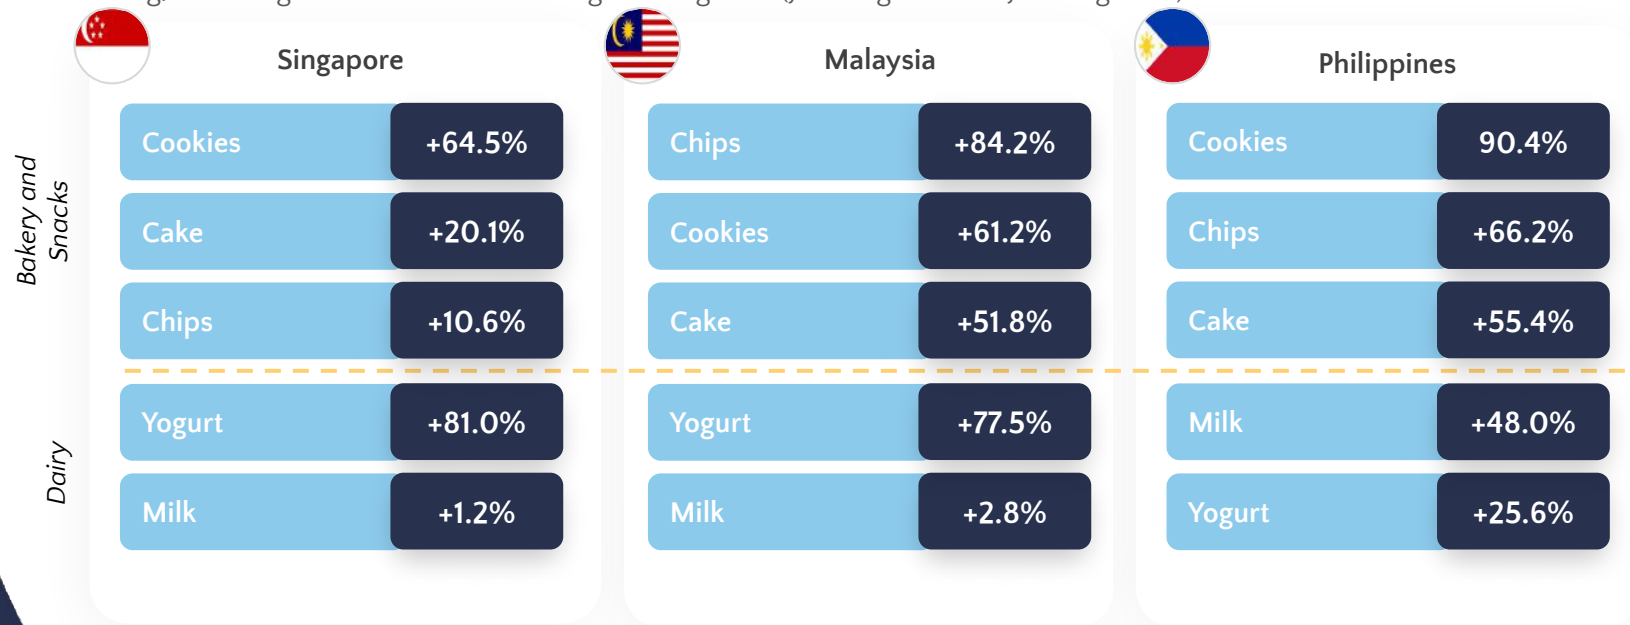 Singapore
Malaysia
Philippines
Bakery and
Snacks
Cookies +64.5%
Cake +20.1%
Chips +10.6%
Chips +84.2%
Cookies +61.2%
Cake +51.8%
Cookies 90.4%
Chips +66.2%
Cake +55.4%
Dairy
Yogurt +81.0%
Milk +1.2%
Yogurt +77.5%
Milk +2.8%
Milk +48.0%
Yogurt +25.6%